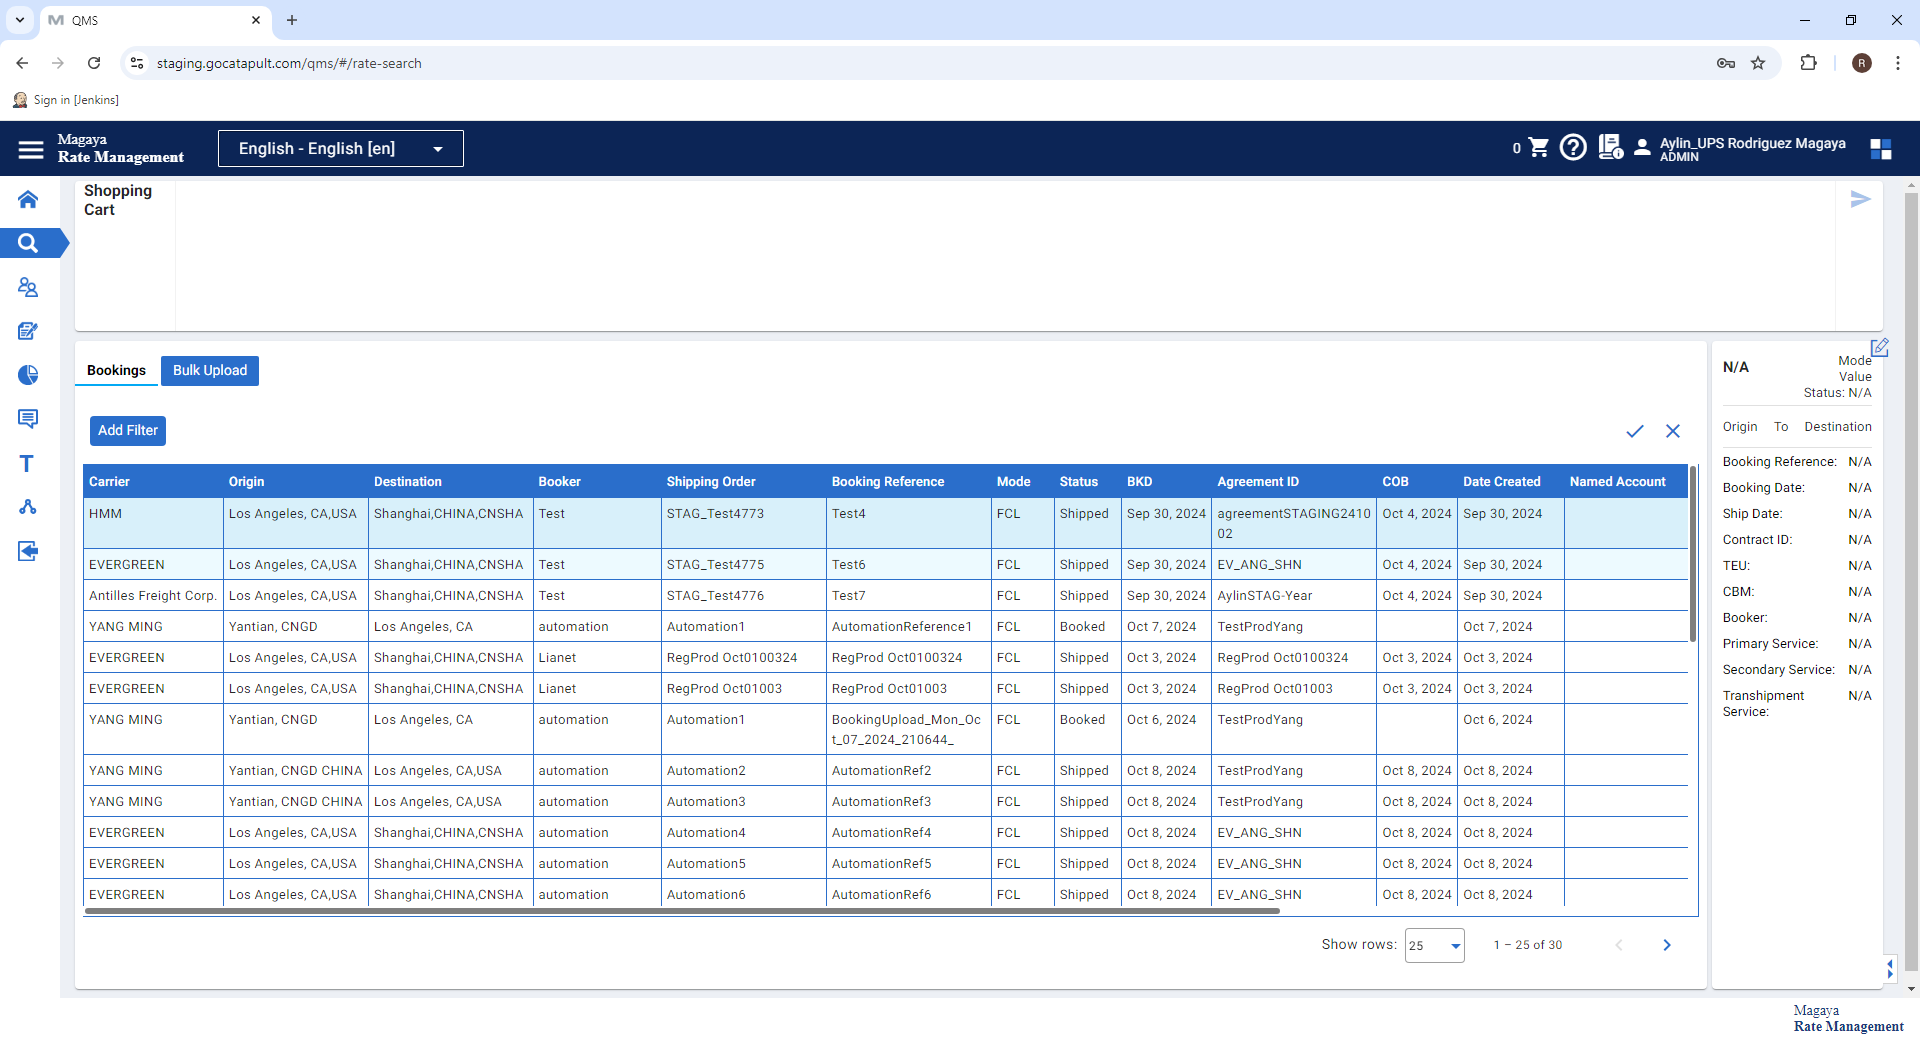 QMS
staging.gocatapult.com/qms/#/rate-search
R
Sign in [Jenkins]
Magaya
Rate Management
English - English [en]
0
Aylin_UPS Rodriguez Magaya
ADMIN
Shopping
Cart
Bookings
Bulk Upload
Add Filter
Carrier Origin Destination Booker Shipping Order Booking Reference Mode Status BKD Agreement ID COB Date Created Named Account
HMM Los Angeles, CA,USA Shanghai,CHINA,CNSHA Test STAG_Test4773 Test4 FCL Shipped Sep 30, 2024 agreementSTAGING2410 Oct 4, 2024 Sep 30, 2024
02
EVERGREEN Los Angeles, CA,USA Shanghai,CHINA,CNSHA Test STAG_Test4775 Test6 FCL Shipped Sep 30, 2024 EV_ANG_SHN Oct 4, 2024 Sep 30, 2024
Antilles Freight Corp. Los Angeles, CA,USA Shanghai,CHINA,CNSHA Test STAG_Test4776 Test7 FCL Shipped Sep 30, 2024 AylinSTAG-Year Oct 4, 2024 Sep 30, 2024
YANG MING Yantian, CNGD Los Angeles, CA automation Automation1 AutomationReference1 FCL Booked Oct 7, 2024 TestProdYang Oct 7, 2024
EVERGREEN Los Angeles, CA,USA Shanghai,CHINA,CNSHA Lianet RegProd Oct0100324 RegProd Oct0100324 FCL Shipped Oct 3, 2024 RegProd Oct0100324 Oct 3, 2024 Oct 3, 2024
EVERGREEN Los Angeles, CA,USA Shanghai,CHINA,CNSHA Lianet RegProd Oct01003 RegProd Oct01003 FCL Shipped Oct 3, 2024 RegProd Oct01003 Oct 3, 2024 Oct 3, 2024
YANG MING Yantian, CNGD Los Angeles, CA automation Automation1 BookingUpload_Mon_Oc FCL Booked Oct 6, 2024 TestProdYang Oct 6, 2024
t_07_2024_210644_
YANG MING Yantian, CNGD CHINA Los Angeles, CA,USA automation Automation2 AutomationRef2 FCL Shipped Oct 8, 2024 TestProdYang Oct 8, 2024 Oct 8, 2024
YANG MING Yantian, CNGD CHINA Los Angeles, CA,USA automation Automation3 AutomationRef3 FCL Shipped Oct 8, 2024 TestProdYang Oct 8, 2024 Oct 8, 2024
EVERGREEN Los Angeles, CA,USA Shanghai,CHINA,CNSHA automation Automation4 AutomationRef4 FCL Shipped Oct 8, 2024 EV_ANG_SHN Oct 8, 2024 Oct 8, 2024
EVERGREEN Los Angeles, CA,USA Shanghai,CHINA,CNSHA automation Automation5 AutomationRef5 FCL Shipped Oct 8, 2024 EV_ANG_SHN Oct 8, 2024 Oct 8, 2024
EVERGREEN Los Angeles, CA,USA Shanghai,CHINA,CNSHA automation Automation6 AutomationRef6 FCL Shipped Oct 8, 2024 EV_ANG_SHN Oct 8, 2024 Oct 8, 2024
Show rows: 25 1 – 25 of 30
N/A
Mode
Value
Status: N/A
Origin To Destination
Booking Reference: N/A
Booking Date: N/A
Ship Date: N/A
Contract ID: N/A
TEU: N/A
CBM: N/A
Booker: N/A
Primary Service: N/A
Secondary Service: N/A
Transhipment N/A
Service:
Magaya
Rate Management